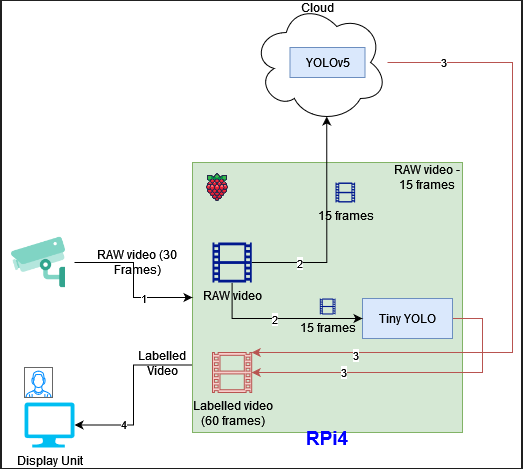 Cloud
YOLOv5
3
RAW video -
15 frames
15 frames
RAW video (30
Frames)
1
2
RAW video
2
15 frames
Tiny YOLO
3
3
Labelled
Video
4
Labelled video
(60 frames)
RPi4
Display Unit